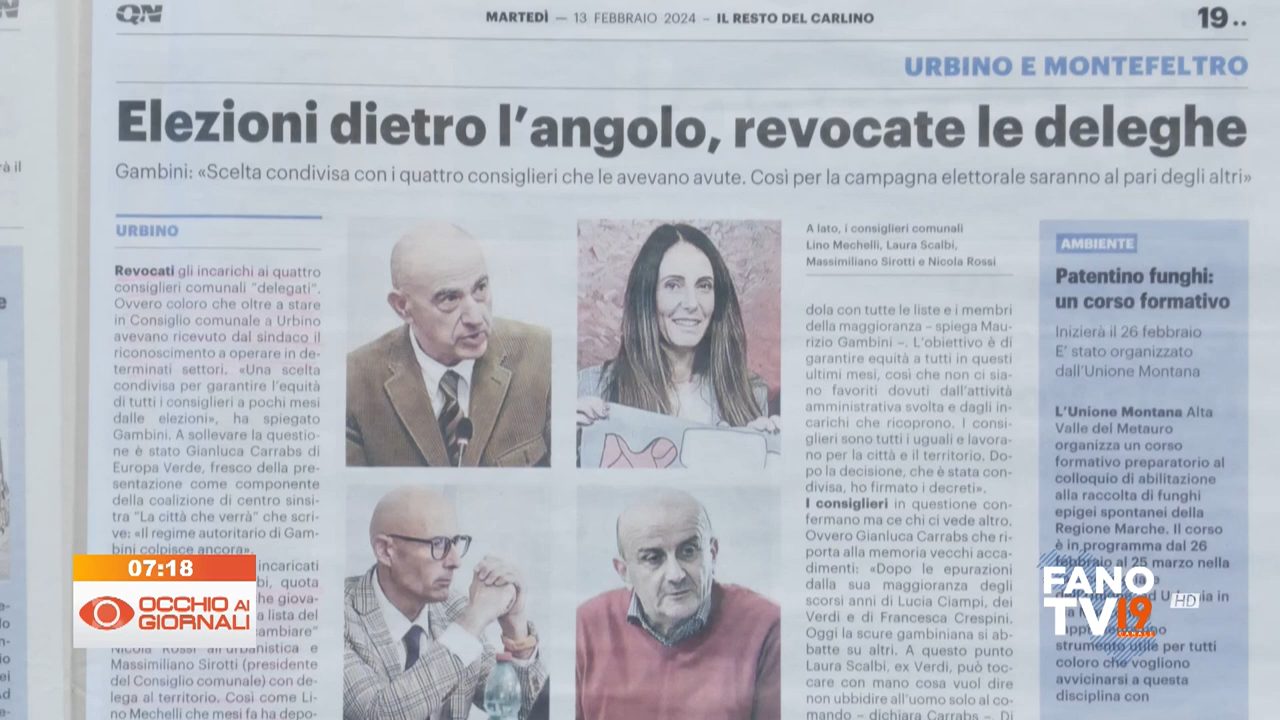 QN
MARTEDÌ — 13 FEBBRAIO 2024 – IL RESTO DEL CARLINO
19..
URBINO E MONTEFELTRO
Elezioni dietro l'angolo, revocate le deleghe
Gambini: «Scelta condivisa con i quattro consiglieri che le avevano avute. Così per la campagna elettorale saranno al pari degli altri»
URBINO
Revocati gli incarichi ai quattro
consiglieri comunali "delegati".
Ovvero coloro che oltre a stare
in Consiglio comunale a Urbino
avevano ricevuto dal sindaco il
riconoscimento a operare in de-
terminati settori. «Una scelta
condivisa per garantire l'equità
di tutti i consiglieri a pochi mesi
dalle elezioni», ha spiegato
Gambini. A sollevare la questio-
ne è stato Gianluca Carrabs di
Europa Verde, fresco della pre-
sentazione come componente
della coalizione di centro sinsi-
tra "La città che verrà" che scri-
ve: «Il regime autoritario di Gam-
bini colpisce ancora».
incaricati
bi, quota
he giova-
lista del
cambiare"
Nicola Rossi all'urbanistica e
Massimiliano Sirotti (presidente
del Consiglio comunale) con de-
lega al territorio. Così come Li-
no Mechelli che mesi fa ha depo-
A lato, i consiglieri comunali
Lino Mechelli, Laura Scalbi,
Massimiliano Sirotti e Nicola Rossi
dola con tutte le liste e i membri
della maggioranza – spiega Mau-
rizio Gambini –. L'obiettivo è di
garantire equità a tutti in questi
ultimi mesi, così che non ci sia-
no favoriti dovuti dall'attività
amministrativa svolta e dagli in-
carichi che ricoprono. I consi-
glieri sono tutti i uguali e lavora-
no per la città e il territorio. Do-
po la decisione, che è stata con-
divisa, ho firmato i decreti».
I consiglieri in questione con-
fermano ma ce chi ci vede altro.
Ovvero Gianluca Carrabs che ri-
porta alla memoria vecchi acca-
dimenti: «Dopo le epurazioni
dalla sua maggioranza degli
scorsi anni di Lucia Ciampi, dei
Verdi e di Francesca Crespini.
Oggi la scure gambiniana si ab-
batte su altri. A questo punto
Laura Scalbi, ex Verdi, può toc-
care con mano cosa vuol dire
non ubbidire all'uomo solo al co-
mando – dichiara Carrabs –. Di
AMBIENTE
Patentino funghi:
un corso formativo
Inizierà il 26 febbraio
E' stato organizzato
dall'Unione Montana
L'Unione Montana Alta
Valle del Metauro
organizza un corso
formativo preparatorio al
colloquio di abilitazione
alla raccolta di funghi
epigei spontanei della
Regione Marche. Il corso
è in programma dal 26
febbraio al 25 marzo nella
in
strumento utile per tutti
coloro che vogliono
avvicinarsi a questa
disciplina con
07:18
OCCHIO AI
GIORNALI
FANO
TV19
HD